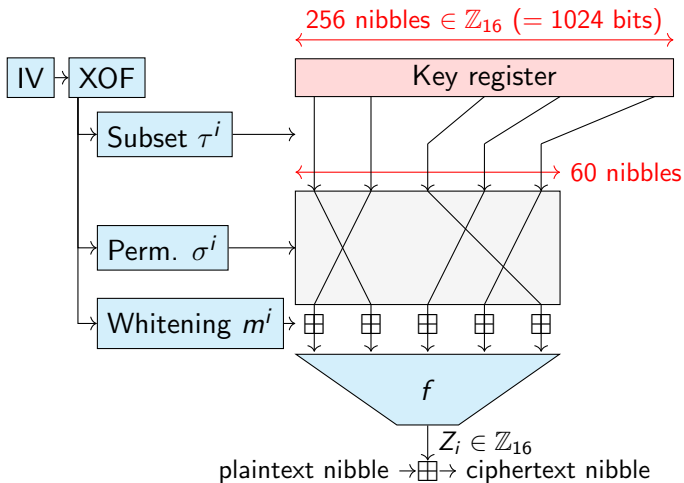 256 nibbles ∈ ℤ₁₆ (= 1024 bits)
IV
XOF
Key register
Subset τⁱ
60 nibbles
Perm. σⁱ
Whitening mⁱ
f
Zᵢ ∈ ℤ₁₆
plaintext nibble
ciphertext nibble